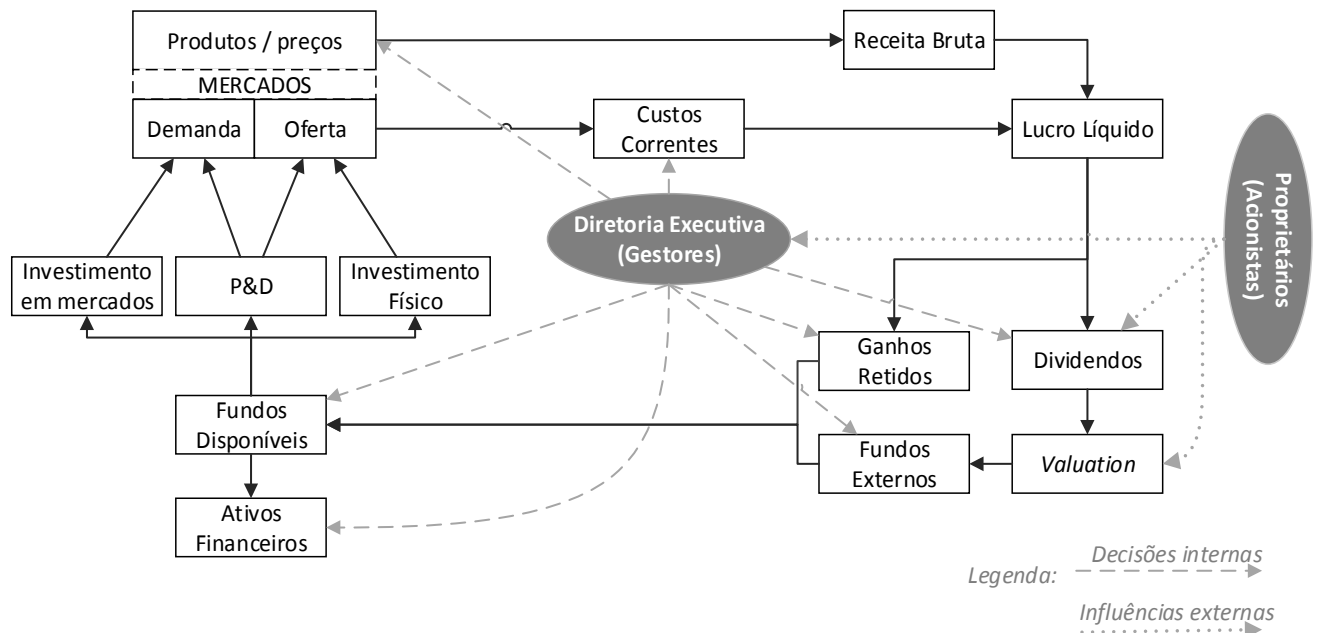 Produtos / preços
Receita Bruta
MERCADOS
Demanda
Oferta
Custos
Correntes
Lucro Líquido
Proprietários
(Acionistas)
Diretoria Executiva
(Gestores)
Investimento
em mercados
P&D
Investimento
Físico
Ganhos
Retidos
Dividendos
Fundos
Disponíveis
Fundos
Externos
Valuation
Ativos
Financeiros
Legenda:
Decisões internas
Influências externas